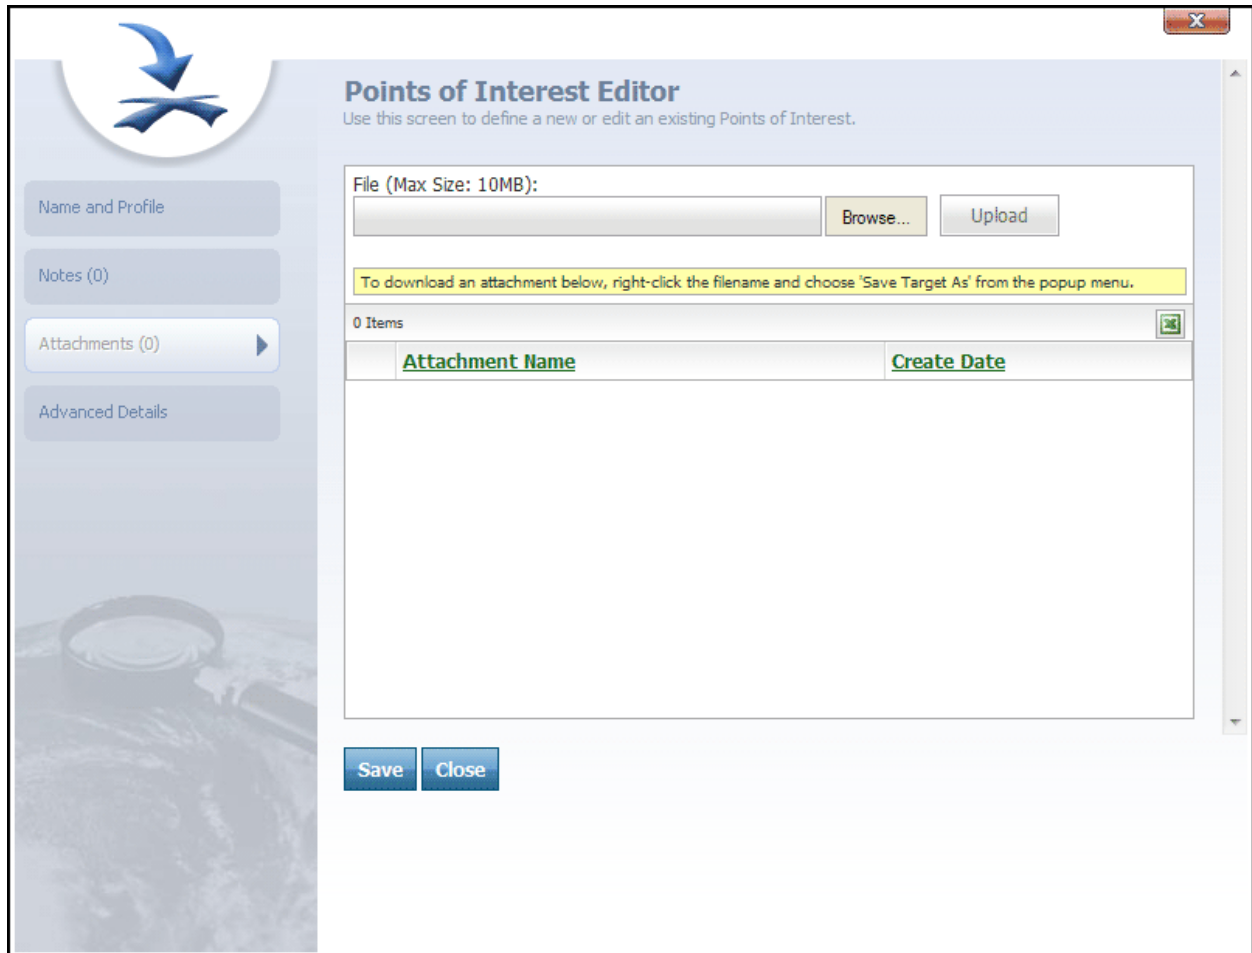 X
Points of Interest Editor
Use this screen to define a new or edit an existing Points of Interest.
Name and Profile
Notes (0)
Attachments (0)
Advanced Details
File (Max Size: 10MB):
Browse... Upload
To download an attachment below, right-click the filename and choose 'Save Target As' from the popup menu.
0 Items
Attachment Name Create Date
Save Close